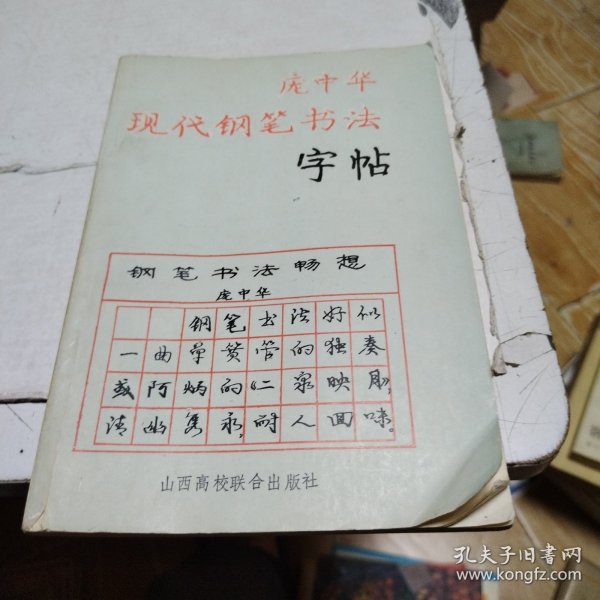 庞中华
现代钢笔书法
字帖
钢笔书法畅想
庞中华
钢笔书法好似
一曲单簧管的独奏
或阿炳的《二泉映月》,
清幽隽永,耐人回味。
山西高校联合出版社
孔夫子旧书网
www.kongfz.com